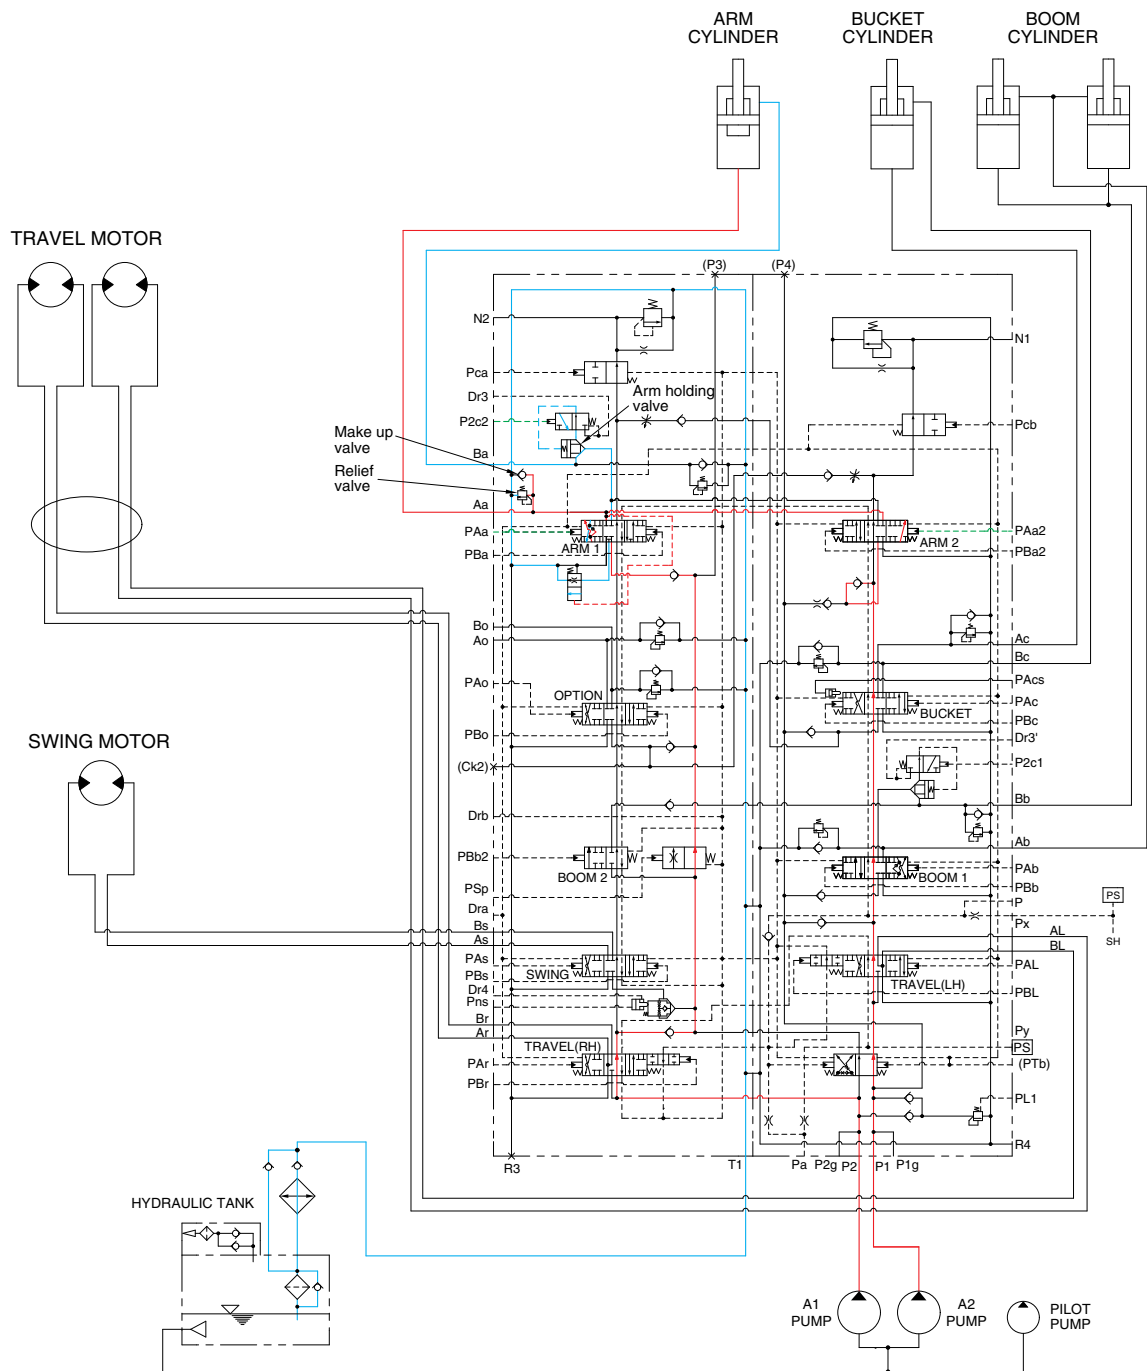 ARM
CYLINDER
BUCKET
CYLINDER
BOOM
CYLINDER
TRAVEL MOTOR
(P3)
(P4)
N2
N1
Pca
Dr3
Arm holding
valve
P2c2
Pcb
Make up
valve
Ba
Relief
valve
Aa
PAa
ARM 1
PBa
PAa2
ARM 2
PBa2
Bo
Ao
Ac
Bc
PAo
OPTION
PBo
PAcs
PAc
BUCKET
PBc
SWING MOTOR
(Ck2)
Dr3'
P2c1
Bb
Drb
Ab
PBb2
BOOM 2
BOOM 1
PAb
PBb
PSp
Dra
P
PS
Bs
Px
As
AL
SH
BL
PAs
SWING
PBs
PAL
TRAVEL(LH)
PBL
Dr4
Pns
Br
Ar
Py
TRAVEL(RH)
PS
PAr
(PTb)
PBr
PL1
R4
R3
T1
Pa
P2g
P2
P1
P1g
HYDRAULIC TANK
A1
PUMP
A2
PUMP
PILOT
PUMP